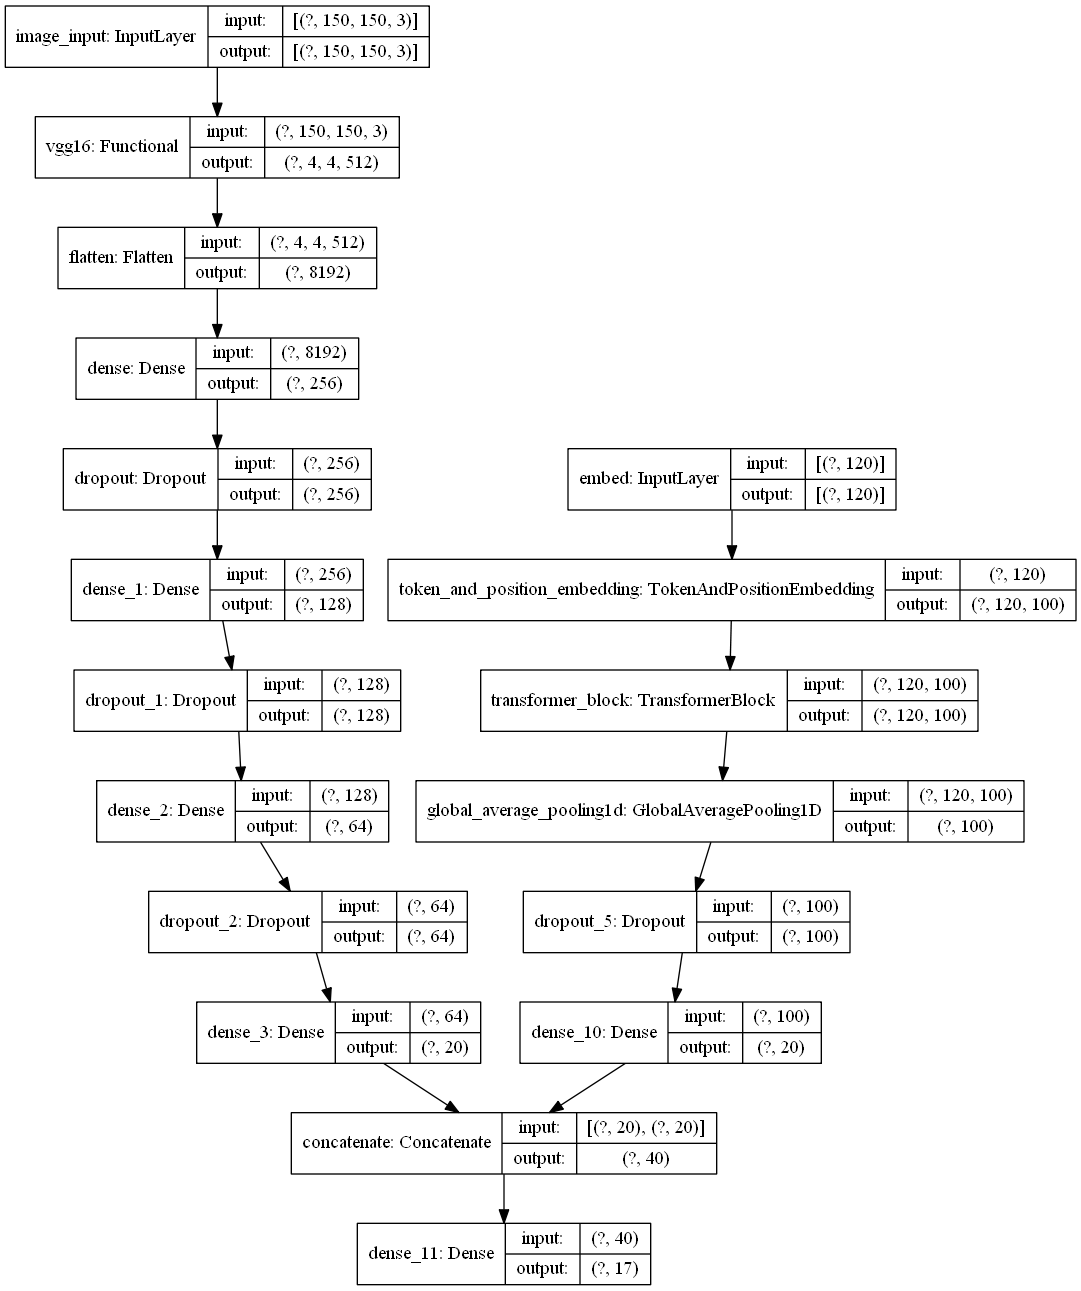 image_input: InputLayer input: [(?, 150, 150, 3)]
output: [(?, 150, 150, 3)]
vgg16: Functional input: (?, 150, 150, 3)
output: (?, 4, 4, 512)
flatten: Flatten input: (?, 4, 4, 512)
output: (?, 8192)
dense: Dense input: (?, 8192)
output: (?, 256)
dropout: Dropout input: (?, 256)
output: (?, 256)
embed: InputLayer input: [(?, 120)]
output: [(?, 120)]
dense_1: Dense input: (?, 256)
output: (?, 128)
token_and_position_embedding: TokenAndPositionEmbedding input: (?, 120)
output: (?, 120, 100)
dropout_1: Dropout input: (?, 128)
output: (?, 128)
transformer_block: TransformerBlock input: (?, 120, 100)
output: (?, 120, 100)
dense_2: Dense input: (?, 128)
output: (?, 64)
global_average_pooling1d: GlobalAveragePooling1D input: (?, 120, 100)
output: (?, 100)
dropout_2: Dropout input: (?, 64)
output: (?, 64)
dropout_5: Dropout input: (?, 100)
output: (?, 100)
dense_3: Dense input: (?, 64)
output: (?, 20)
dense_10: Dense input: (?, 100)
output: (?, 20)
concatenate: Concatenate input: [(?, 20), (?, 20)]
output: (?, 40)
dense_11: Dense input: (?, 40)
output: (?, 17)